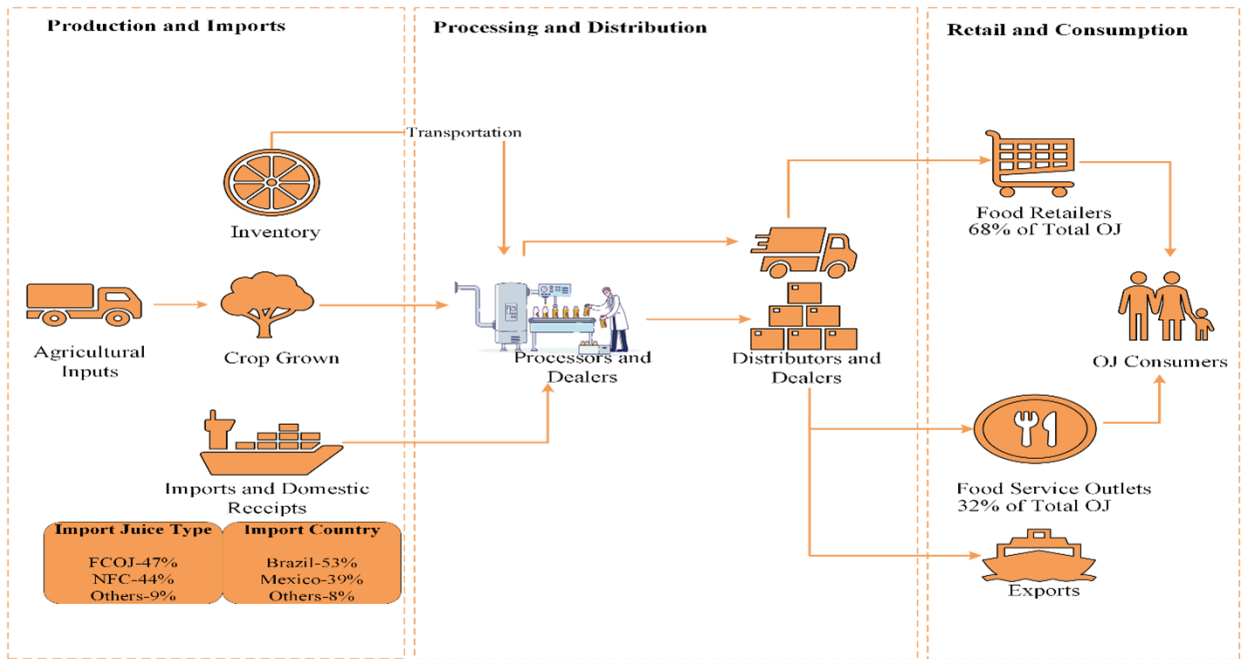 Production and Imports
Processing and Distribution
Retail and Consumption
Transportation
Inventory
Food Retailers
68% of Total OJ
Agricultural
Inputs
Crop Grown
Processors and
Dealers
Distributors and
Dealers
OJ Consumers
Imports and Domestic
Receipts
Import Juice Type
FCOJ-47%
NFC-44%
Others-9%
Import Country
Brazil-53%
Mexico-39%
Others-8%
Food Service Outlets
32% of Total OJ
Exports